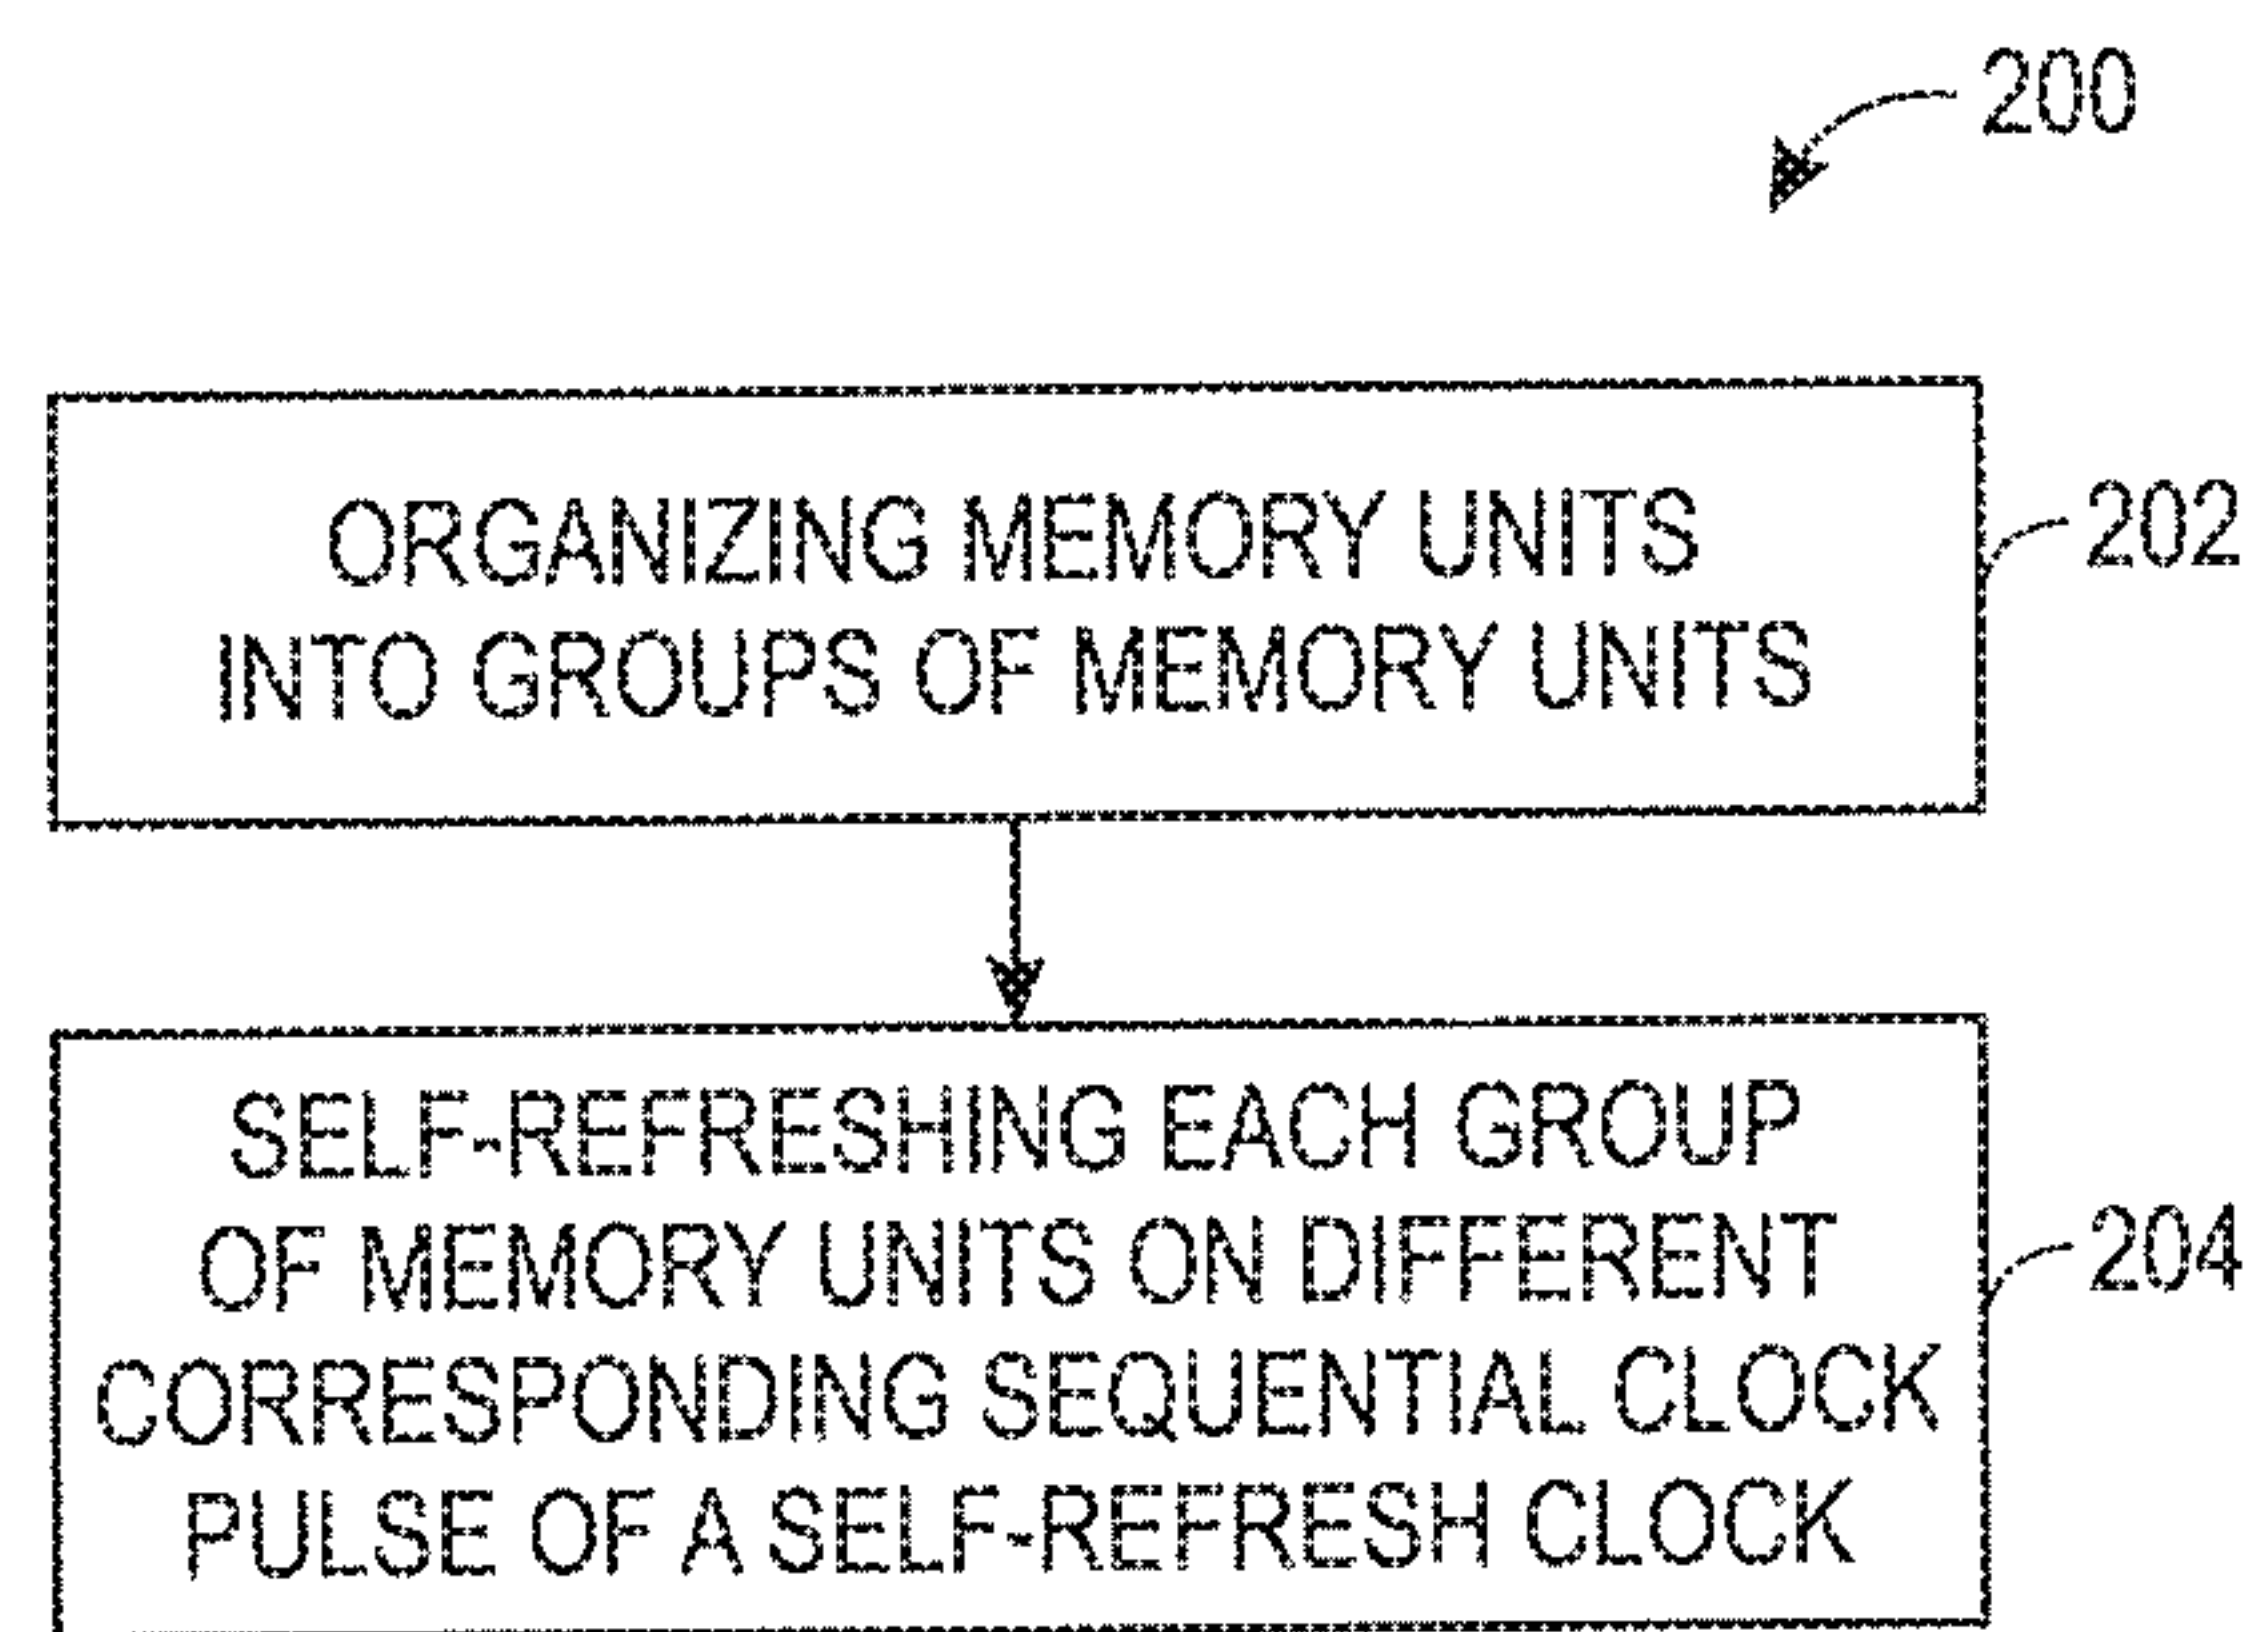 200
ORGANIZING MEMORY UNITS
INTO GROUPS OF MEMORY UNITS
202
SELF-REFRESHING EACH GROUP
OF MEMORY UNITS ON DIFFERENT
CORRESPONDING SEQUENTIAL CLOCK
PULSE OF A SELF-REFRESH CLOCK
204